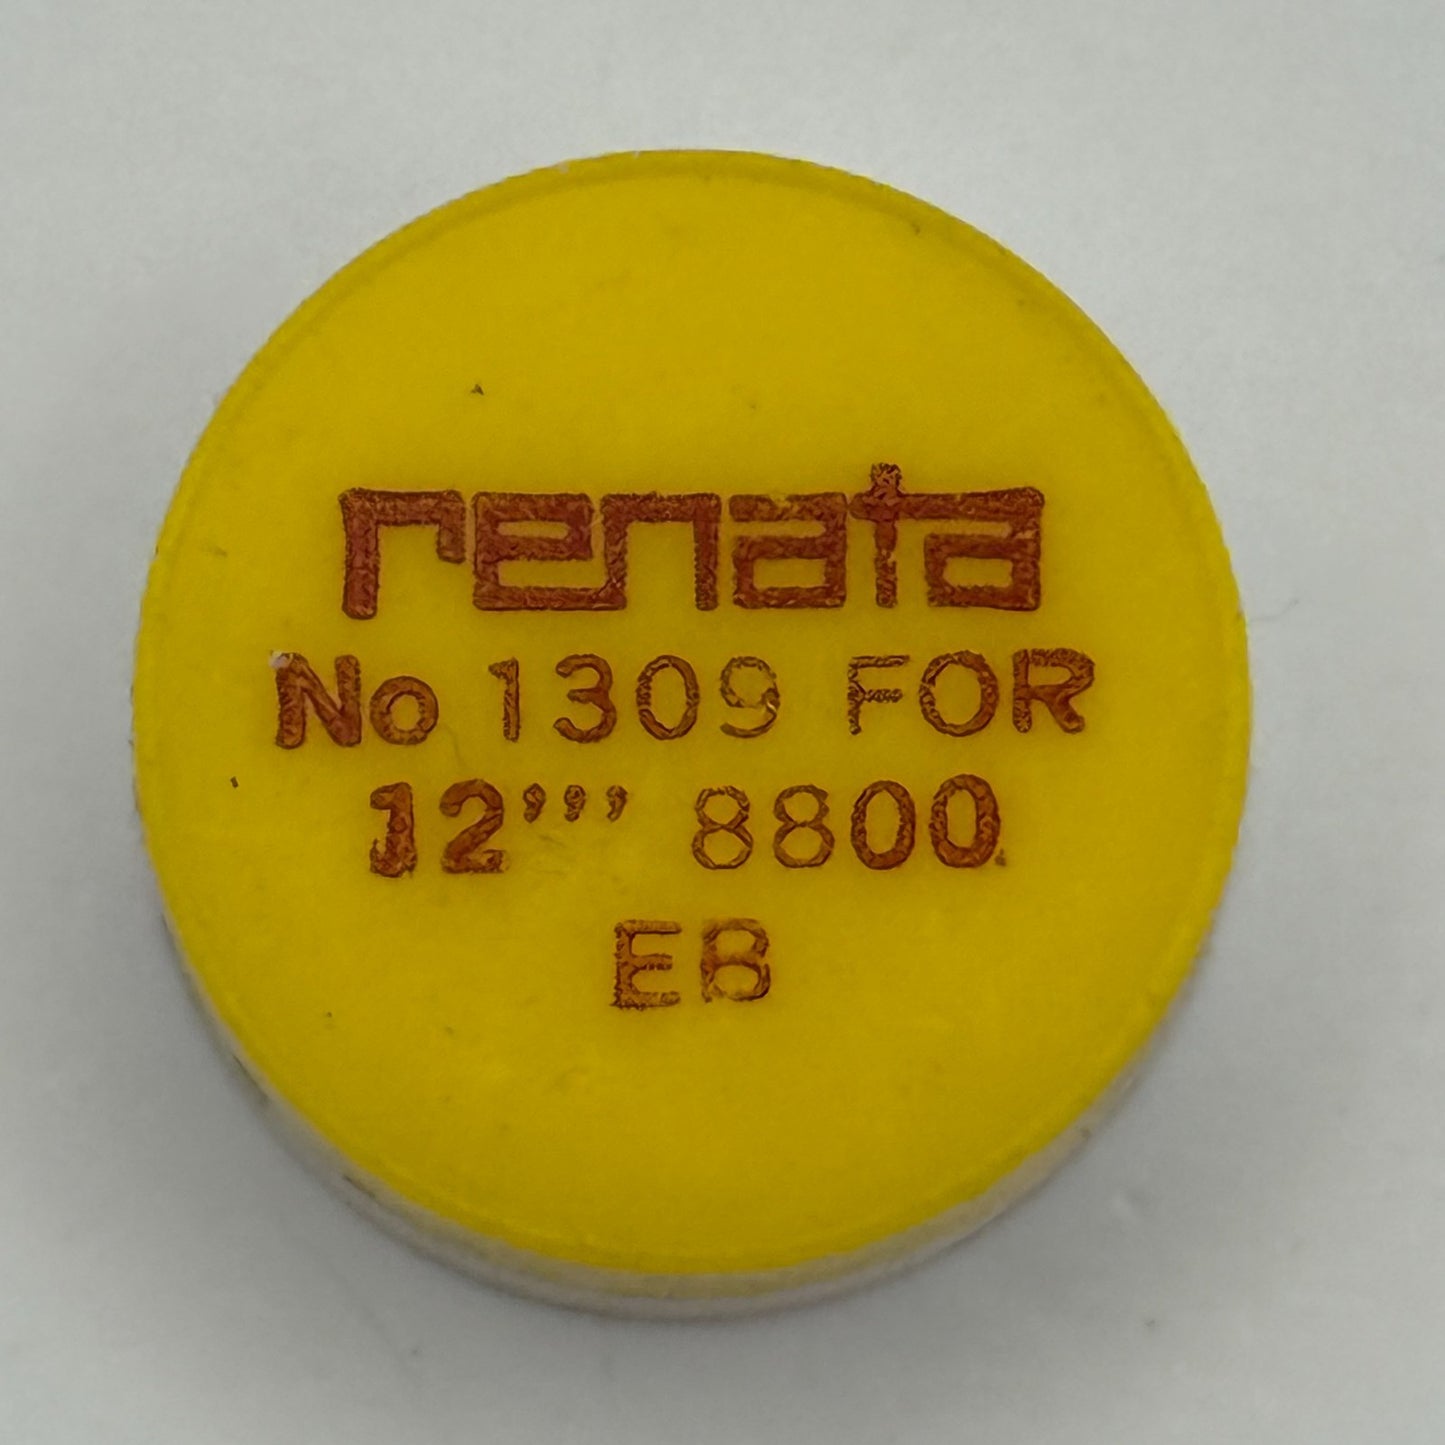 renata
No 1309 FOR
12''' 8800
EB